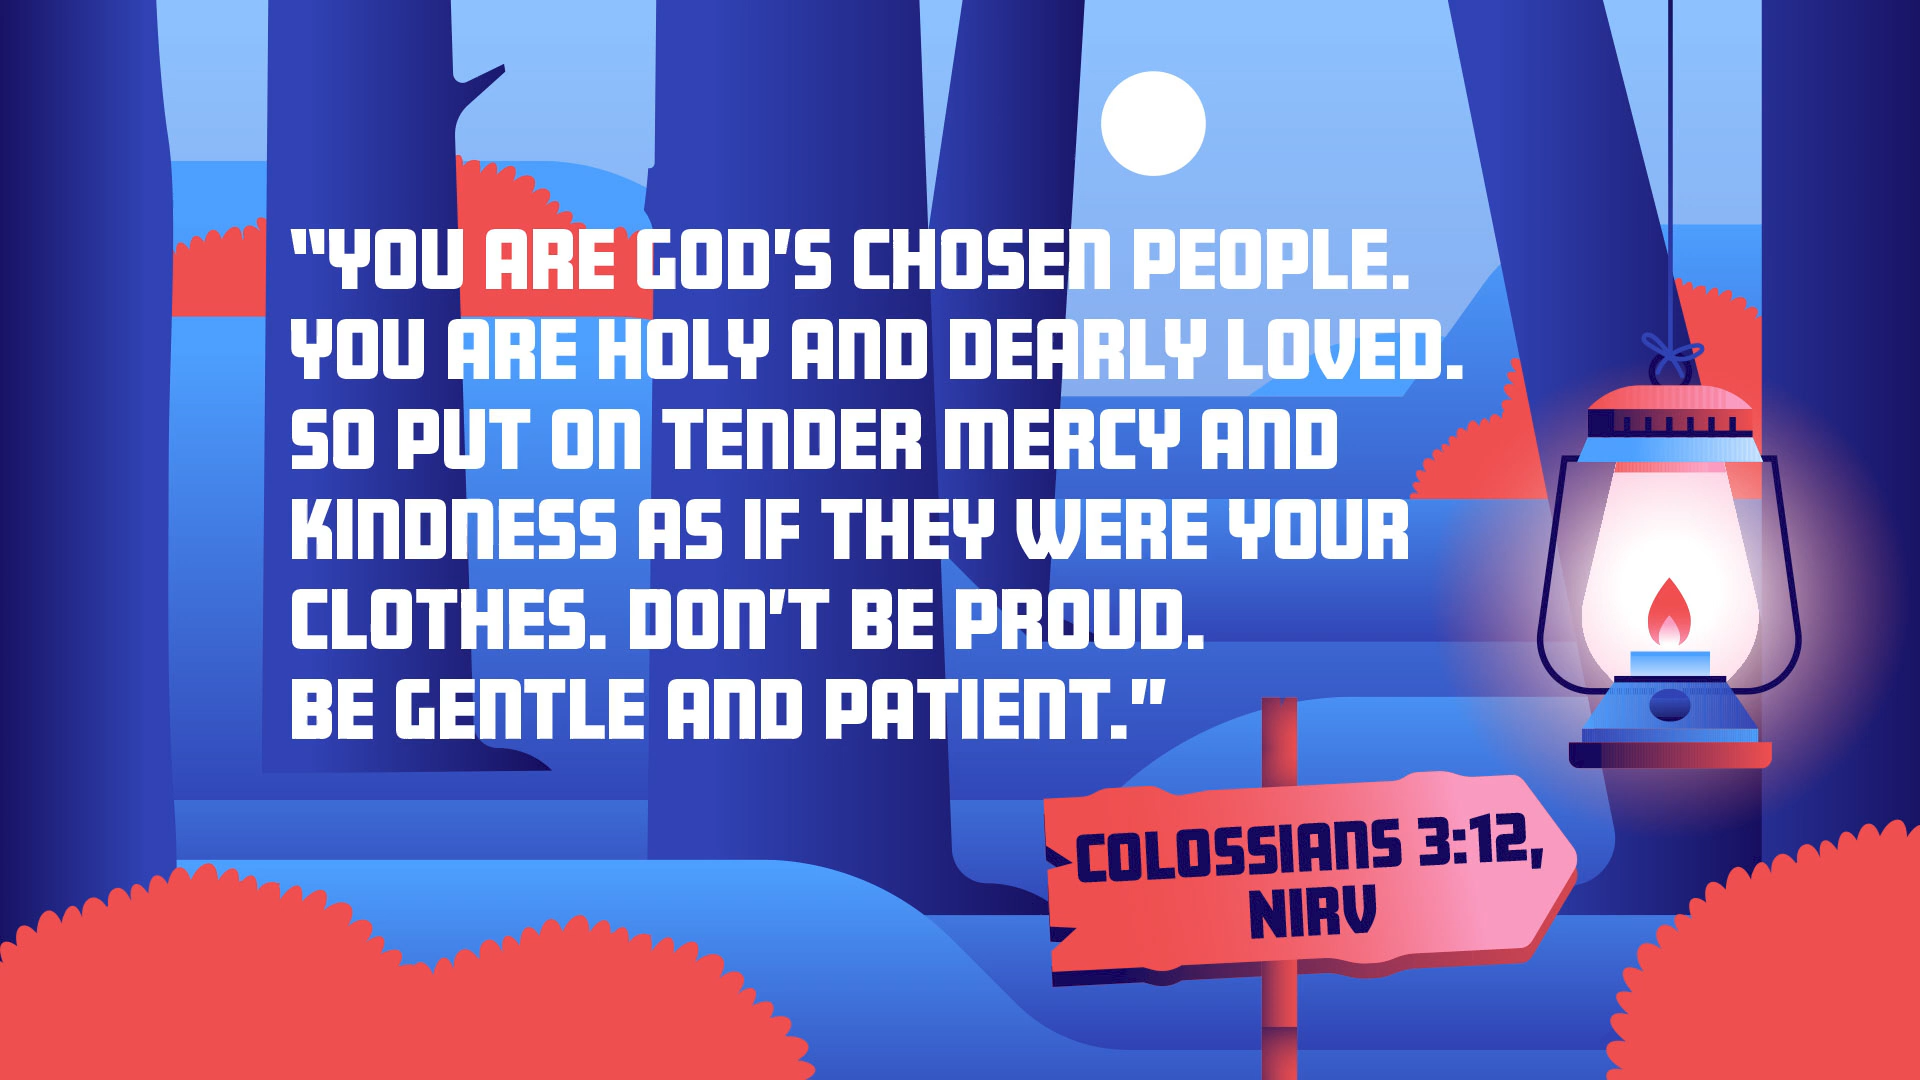 “YOU ARE GOD'S CHOSEN PEOPLE.
YOU ARE HOLY AND DEARLY LOVED.
SO PUT ON TENDER MERCY AND
KINDNESS AS IF THEY WERE YOUR
CLOTHES. DON'T BE PROUD.
BE GENTLE AND PATIENT.”
COLOSSIANS 3:12,
NIRV